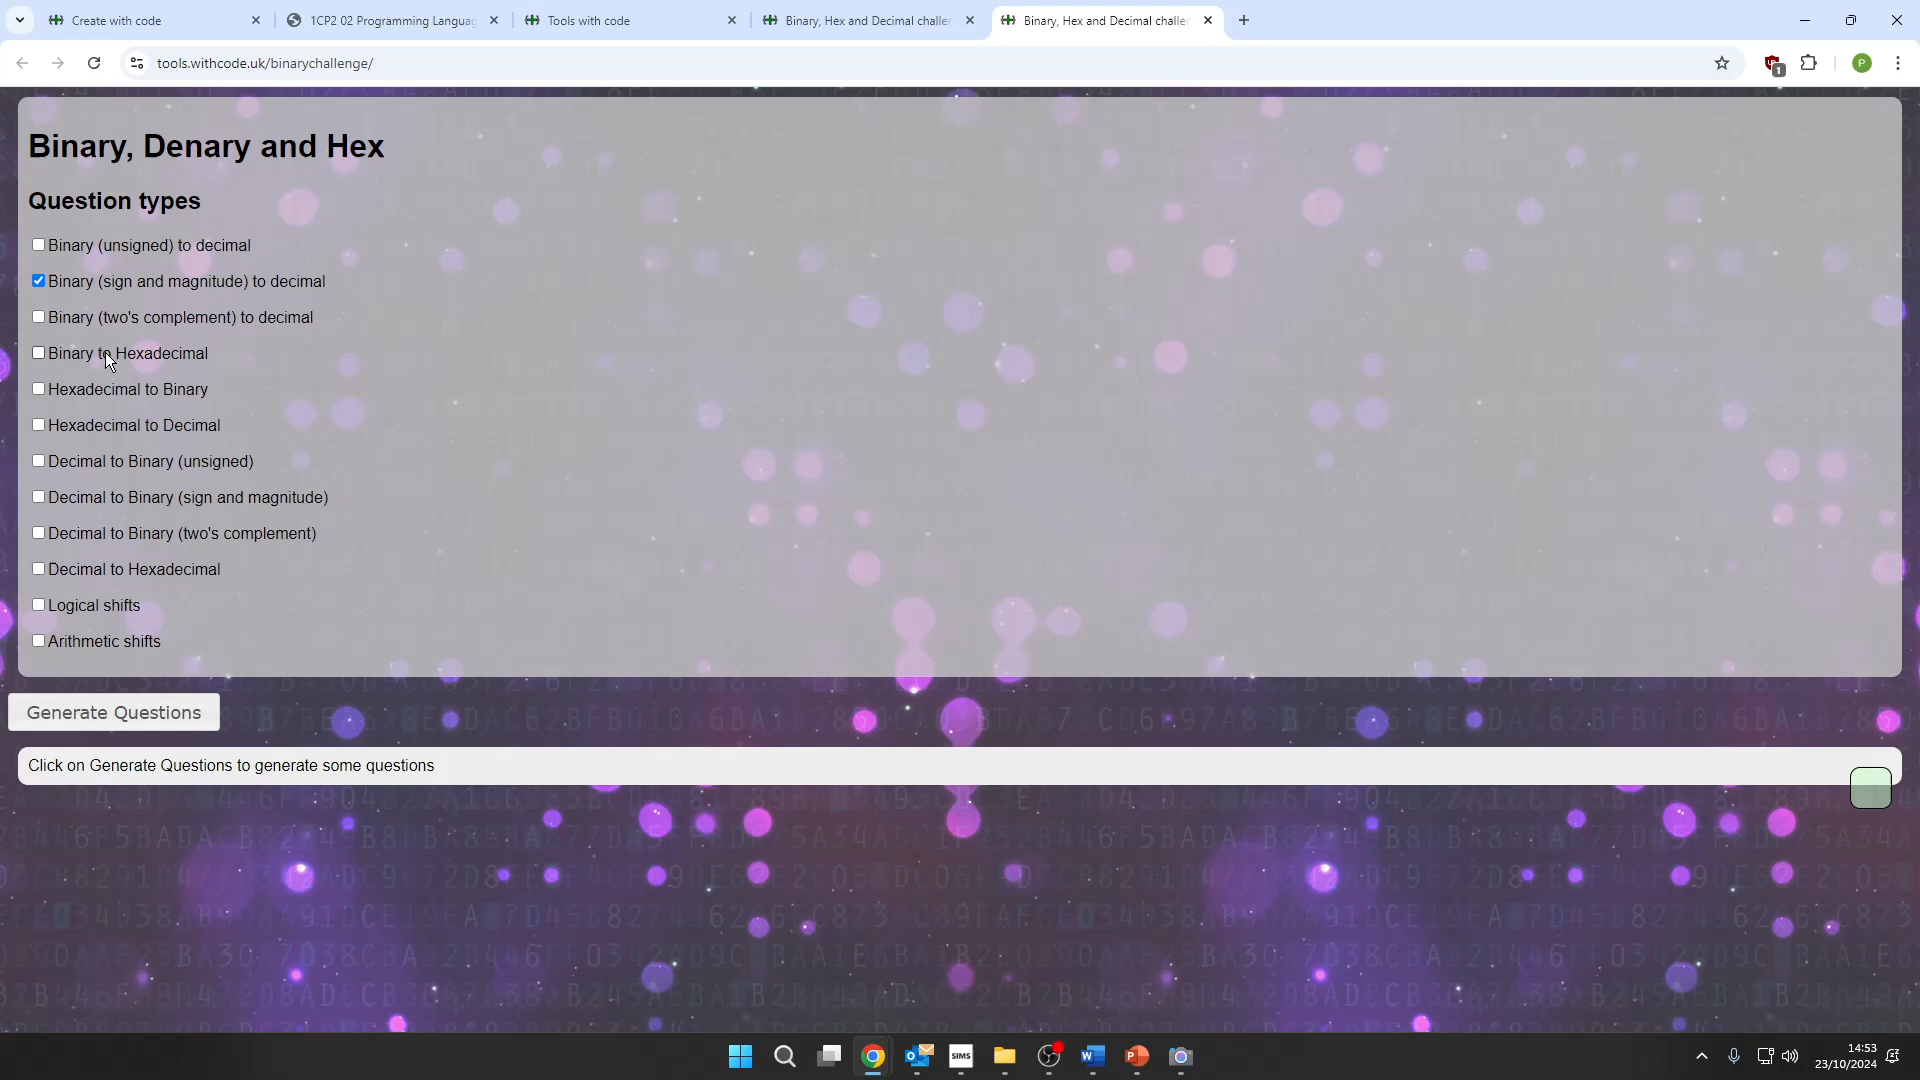 Create with code
1CP2 02 Programming Langua
Tools with code
Binary, Hex and Decimal challen
Binary, Hex and Decimal challen
tools.withcode.uk/binarychallenge/
1
P
Binary, Denary and Hex
Question types
Binary (unsigned) to decimal
Binary (sign and magnitude) to decimal
Binary (two's complement) to decimal
Binary to Hexadecimal
Hexadecimal to Binary
Hexadecimal to Decimal
Decimal to Binary (unsigned)
Decimal to Binary (sign and magnitude)
Decimal to Binary (two's complement)
Decimal to Hexadecimal
Logical shifts
Arithmetic shifts
Generate Questions
Click on Generate Questions to generate some questions
SIMS
14:53
23/10/2024